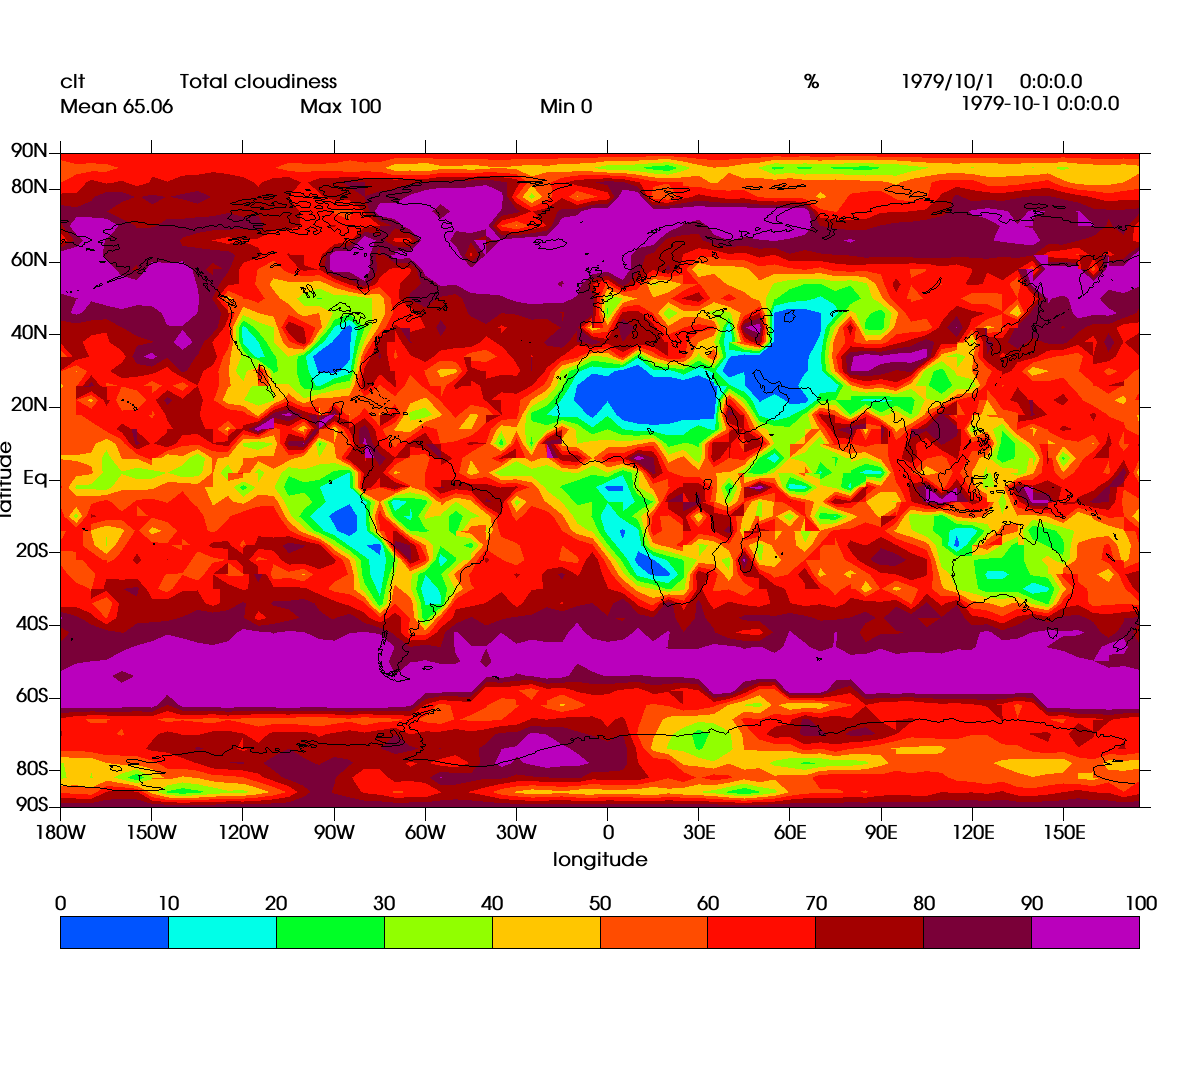 clt Total cloudiness % 1979/10/1 0:0:0.0
Mean 65.06 Max 100 Min 0 1979-10-1 0:0:0.0
90N
80N
60N
40N
20N
Eq
20S
40S
60S
80S
90S
latitude
180W 150W 120W 90W 60W 30W 0 30E 60E 90E 120E 150E
longitude
0 10 20 30 40 50 60 70 80 90 100